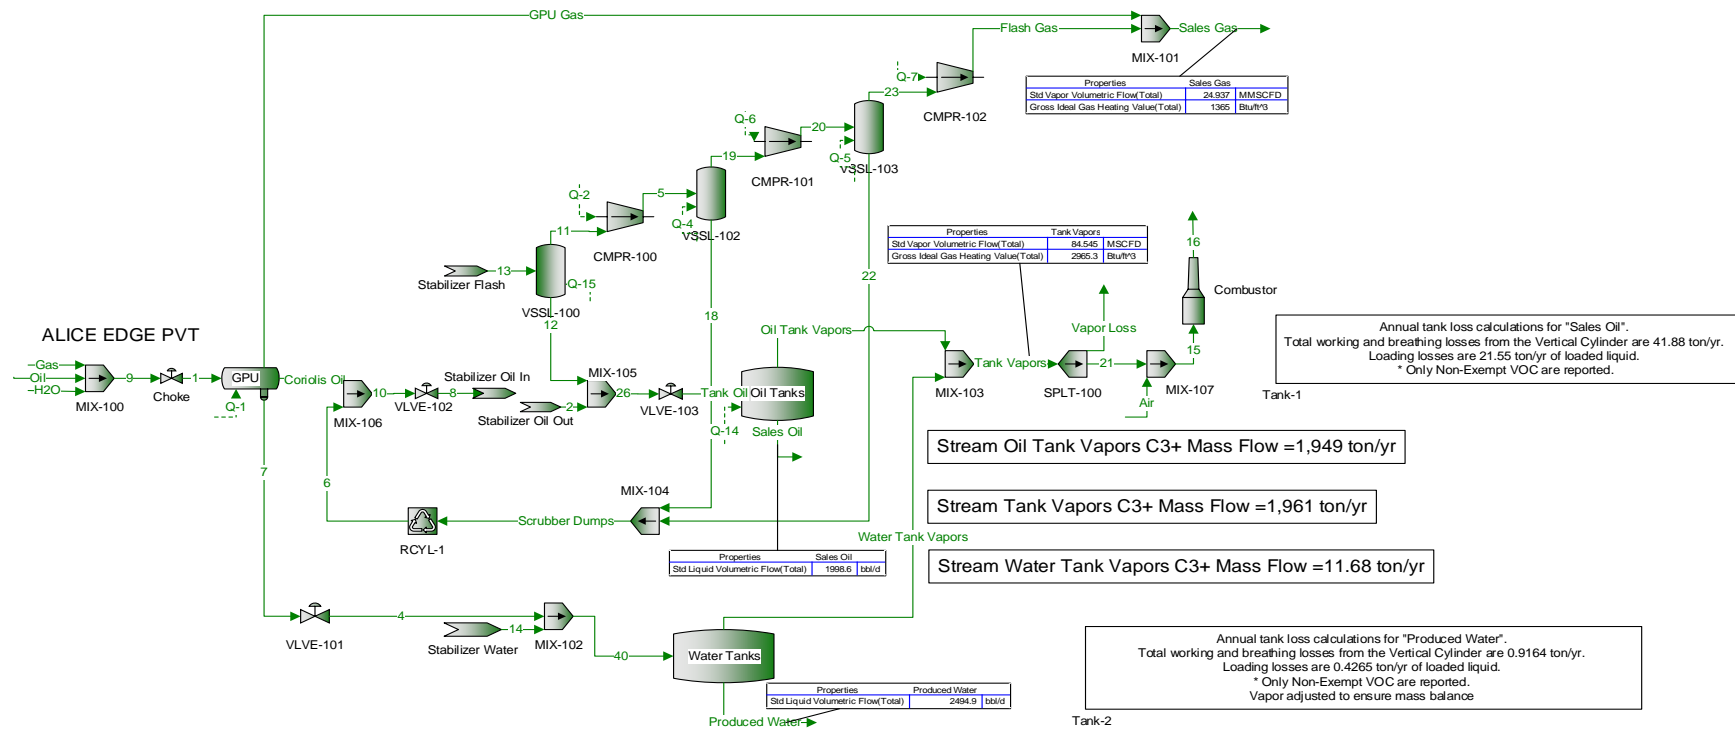 GPU Gas
Flash Gas
Sales Gas
MIX-101
Q-7
23
CMPR-102
Properties Sales Gas
Std Vapor Volumetric Flow(Total) 24.937 MMSCFD
Gross Ideal Gas Heating Value(Total) 1365 Btu/ft^3
Q-6
20
Q-5
VSSL-103
19
CMPR-101
Q-2
5
Q-4
VSSL-102
11
CMPR-100
13
Stabilizer Flash
Q-15
VSSL-100
12
22
18
Properties Tank Vapors
Std Vapor Volumetric Flow(Total) 84.545 MSCFD
Gross Ideal Gas Heating Value(Total) 2965.3 Btu/ft^3
16
Combustor
ALICE EDGE PVT
Gas
Oil
H2O
MIX-100
9
Choke
1
GPU
Q-1
Coriolis Oil
MIX-106
10
VLVE-102
8
Stabilizer Oil In
2
Stabilizer Oil Out
MIX-105
26
VLVE-103
Tank Oil
Oil Tanks
Q-14
Sales Oil
Oil Tank Vapors
MIX-103
Tank Vapors
Vapor Loss
SPLT-100
21
MIX-107
15
Air
Annual tank loss calculations for "Sales Oil".
Total working and breathing losses from the Vertical Cylinder are 41.88 ton/yr.
Loading losses are 21.55 ton/yr of loaded liquid.
* Only Non-Exempt VOC are reported.
Tank-1
Stream Oil Tank Vapors C3+ Mass Flow =1,949 ton/yr
Stream Tank Vapors C3+ Mass Flow =1,961 ton/yr
Stream Water Tank Vapors C3+ Mass Flow =11.68 ton/yr
7
6
RCYL-1
Scrubber Dumps
MIX-104
Water Tank Vapors
Properties Sales Oil
Std Liquid Volumetric Flow(Total) 1998.6 bbl/d
VLVE-101
4
14
Stabilizer Water
MIX-102
40
Water Tanks
Properties Produced Water
Std Liquid Volumetric Flow(Total) 2494.9 bbl/d
Produced Water
Annual tank loss calculations for "Produced Water".
Total working and breathing losses from the Vertical Cylinder are 0.9164 ton/yr.
Loading losses are 0.4265 ton/yr of loaded liquid.
* Only Non-Exempt VOC are reported.
Vapor adjusted to ensure mass balance
Tank-2